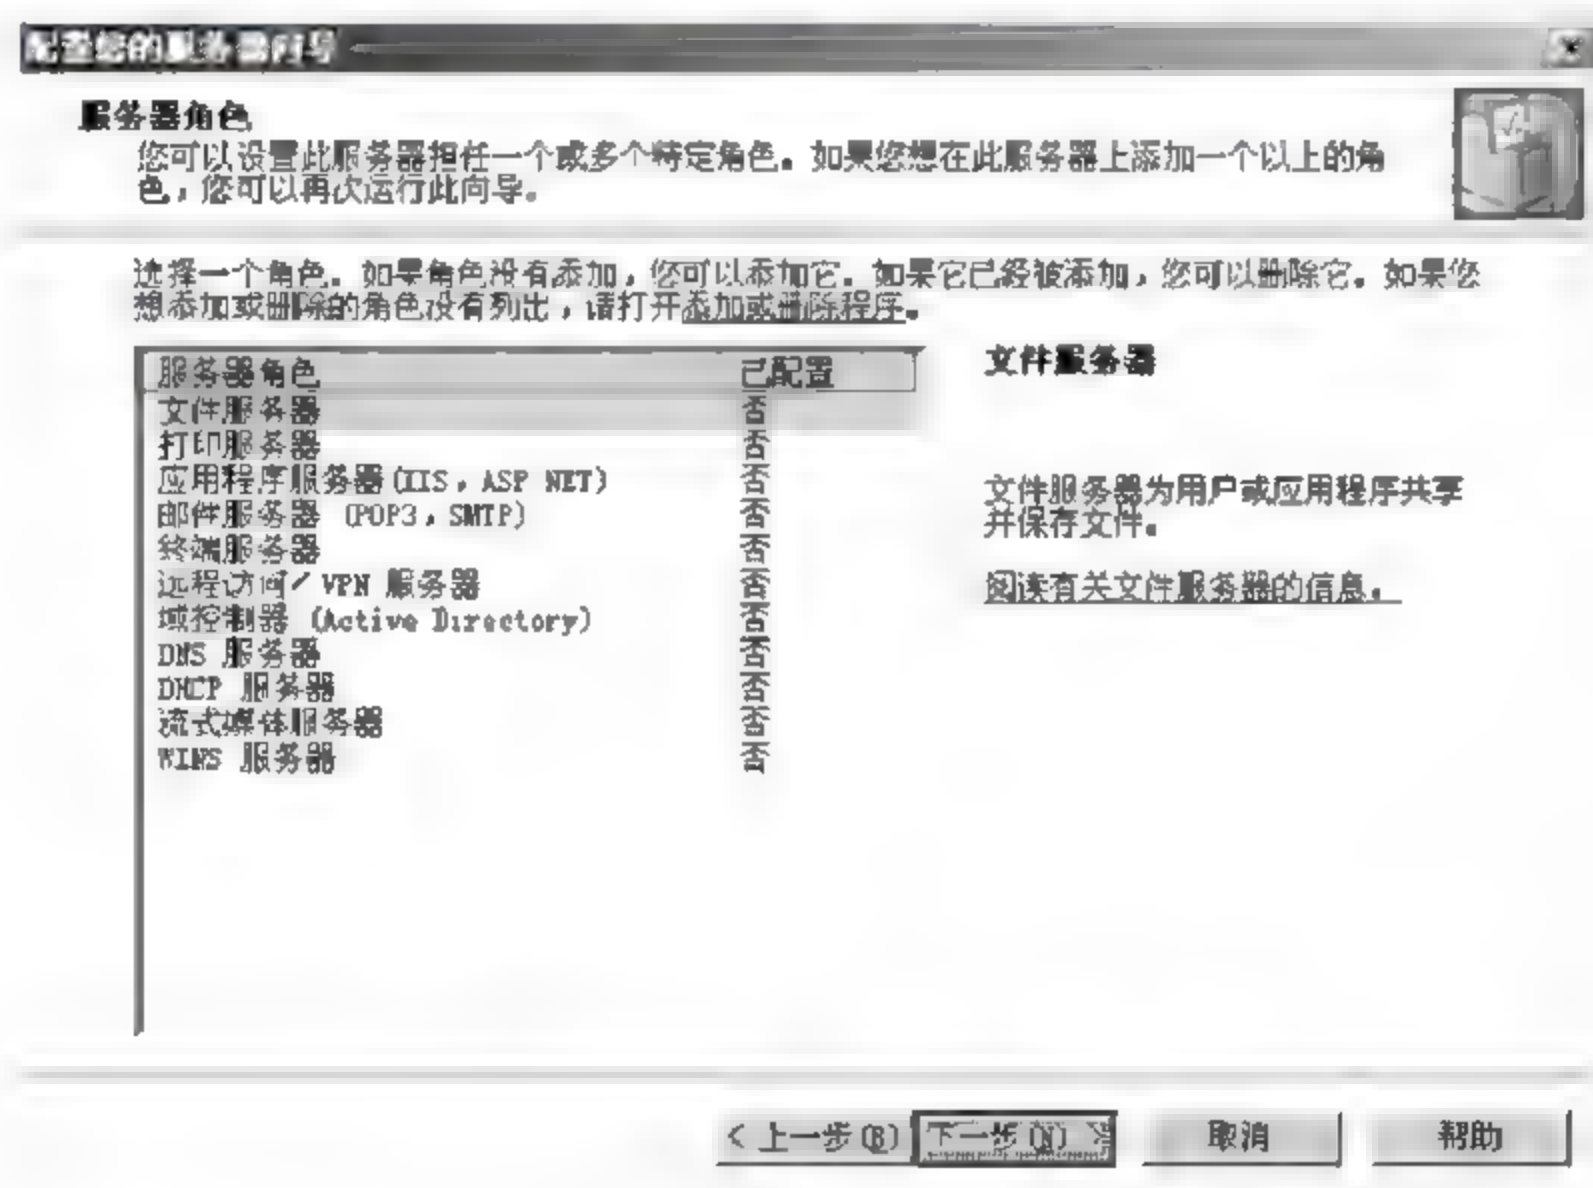 配置您的服务器向导
服务器角色
您可以设置此服务器担任一个或多个特定角色。如果您想在此服务器上添加一个以上的角
色，您可以再次运行此向导。
选择一个角色。如果角色没有添加，您可以添加它。如果它已经被添加，您可以删除它。如果您
想添加或删除的角色没有列出，请打开添加或删除程序。
服务器角色 已配置
文件服务器 否
打印服务器 否
应用程序服务器(IIS，ASP NET) 否
邮件服务器 (POP3，SMTP) 否
终端服务器 否
远程访问/ VPN 服务器 否
域控制器 (Active Directory) 否
DNS 服务器 否
DHCP 服务器 否
流式媒体服务器 否
WINS 服务器 否
文件服务器
文件服务器为用户或应用程序共享
并保存文件。
阅读有关文件服务器的信息。
< 上一步(B) 下一步(N) > 取消 帮助